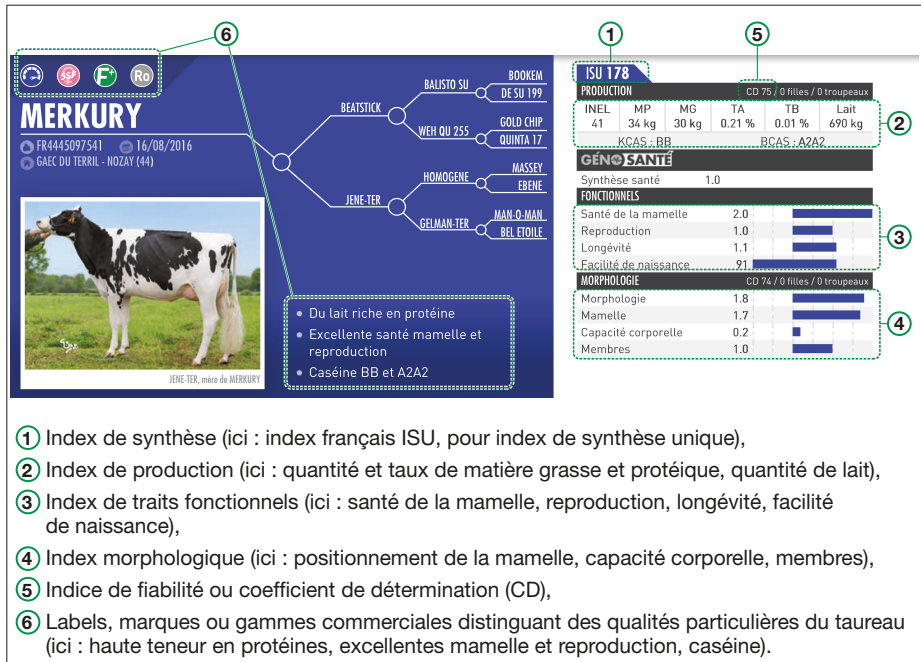 6
1
5
SSF
F+
Ro
MERKURY
FR4445097541 16/08/2016
GAEC DU TERRIL - NOZAY (44)
BEATSTICK
JENE-TER
BALISTO SU
WEH QU 255
HOMOGENE
GELMAN-TER
BOOKEM
DE SU 199
GOLD CHIP
QUINTA 17
MASSEY
EBENE
MAN-O-MAN
BEL ETOILE
JENE-TER, mère de MERKURY
• Du lait riche en protéine
• Excellente santé mamelle et
reproduction
• Caséine BB et A2A2
ISU 178
PRODUCTION CD 75 / 0 filles / 0 troupeaux
INEL MP MG TA TB Lait
41 34 kg 30 kg 0.21 % 0.01 % 690 kg
2
KCAS : BB BCAS : A2A2
GÉNO SANTÉ
Synthèse santé 1.0
FONCTIONNELS
Santé de la mamelle 2.0
Reproduction 1.0
3
Longévité 1.1
Facilité de naissance 91
MORPHOLOGIE CD 74 / 0 filles / 0 troupeaux
Morphologie 1.8
Mamelle 1.7
4
Capacité corporelle 0.2
Membres 1.0
1 Index de synthèse (ici : index français ISU, pour index de synthèse unique),
2 Index de production (ici : quantité et taux de matière grasse et protéique, quantité de lait),
3 Index de traits fonctionnels (ici : santé de la mamelle, reproduction, longévité, facilité
de naissance),
4 Index morphologique (ici : positionnement de la mamelle, capacité corporelle, membres),
5 Indice de fiabilité ou coefficient de détermination (CD),
6 Labels, marques ou gammes commerciales distinguant des qualités particulières du taureau
(ici : haute teneur en protéines, excellentes mamelle et reproduction, caséine).